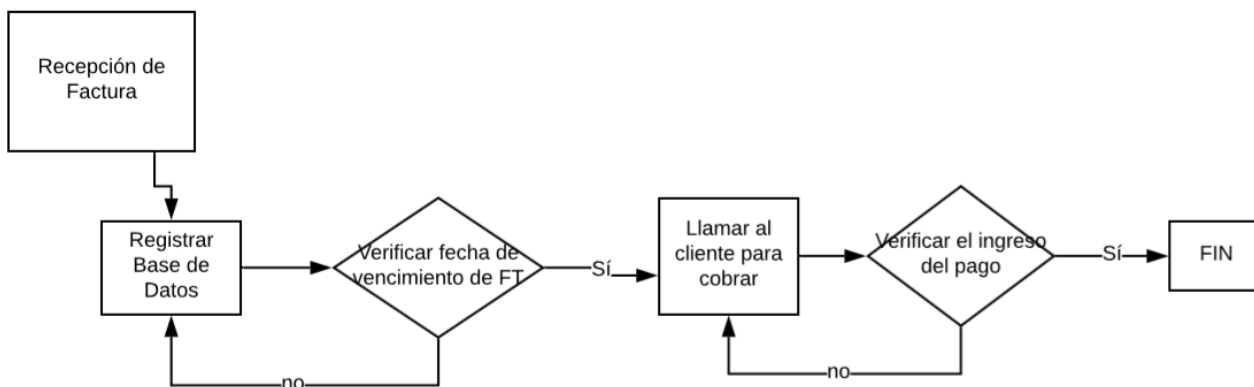 Recepción de
Factura
Registrar
Base de
Datos
Verificar fecha de
vencimiento de FT
Sí
no
Llamar al
cliente para
cobrar
Verificar el ingreso
del pago
Sí
no
FIN